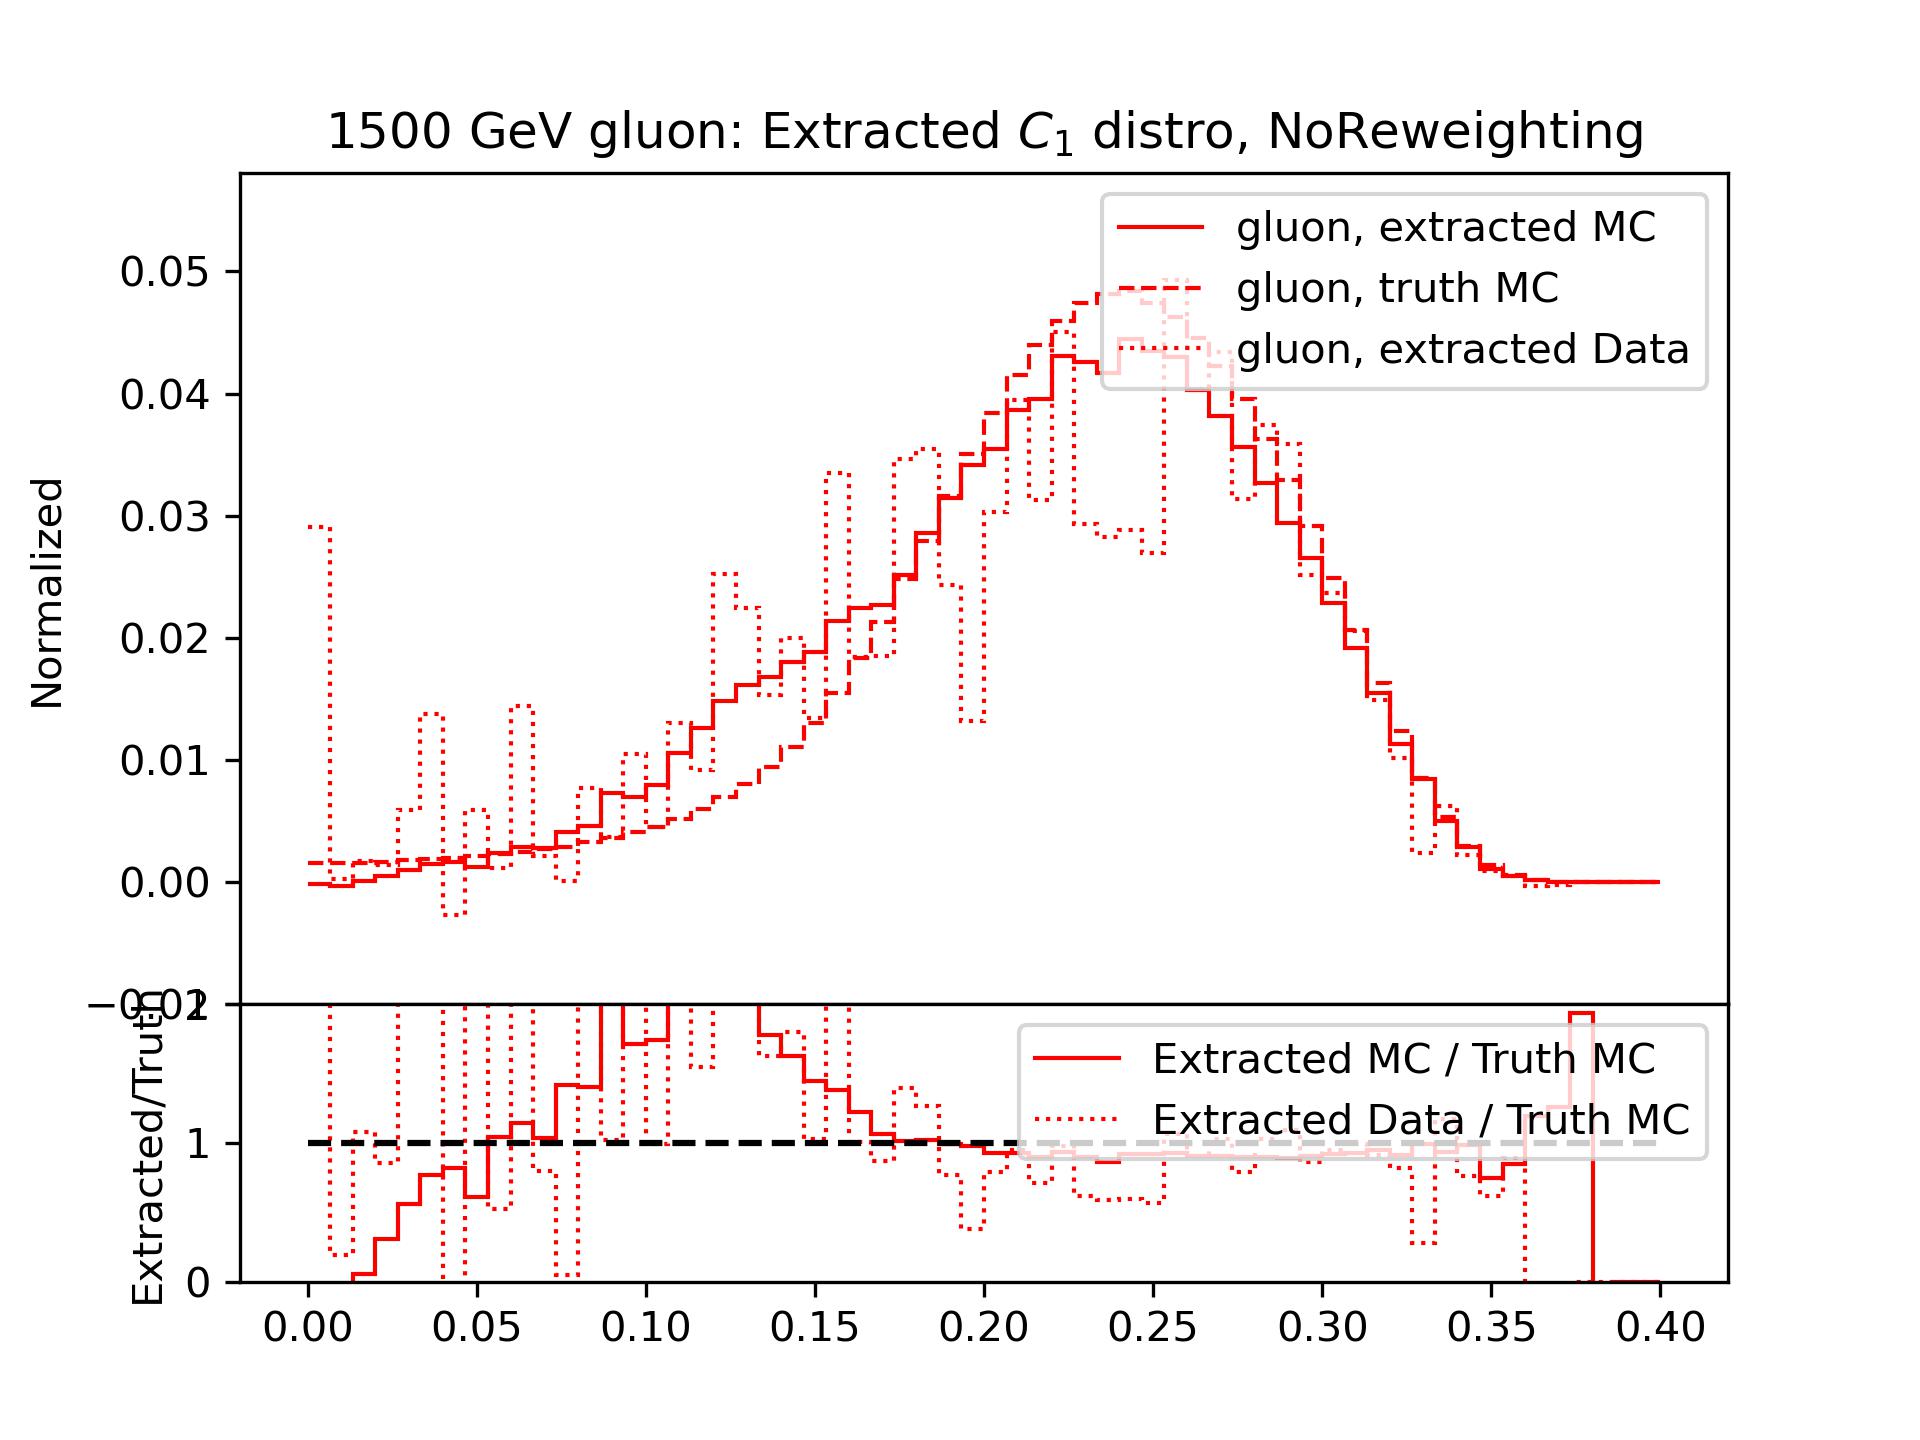 1500 GeV gluon: Extracted C₁ distro, NoReweighting
gluon, extracted MC
gluon, truth MC
gluon, extracted Data
Normalized
0.05
0.04
0.03
0.02
0.01
0.00
−0.01
Extracted MC / Truth MC
Extracted Data / Truth MC
Extracted/Truth
2
1
0
0.00 0.05 0.10 0.15 0.20 0.25 0.30 0.35 0.40